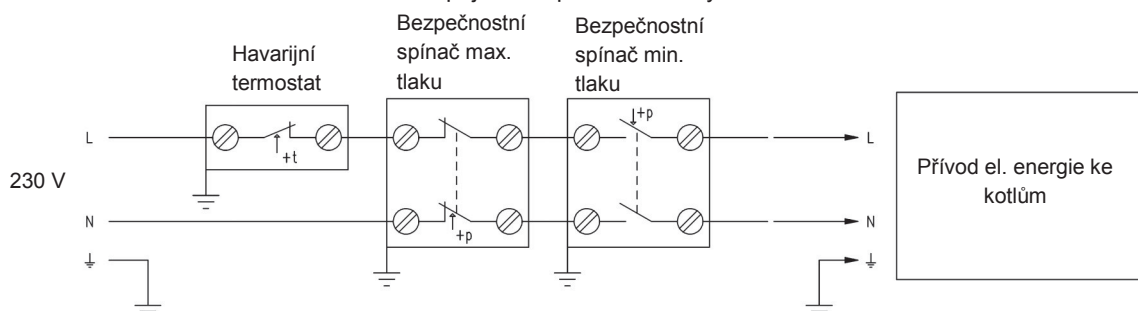 Bezpečnostní
spínač max.
tlaku
Bezpečnostní
spínač min.
tlaku
Havarijní
termostat
+p
L
L
+t
Přívod el. energie ke
kotlům
230 V
N
N
+p